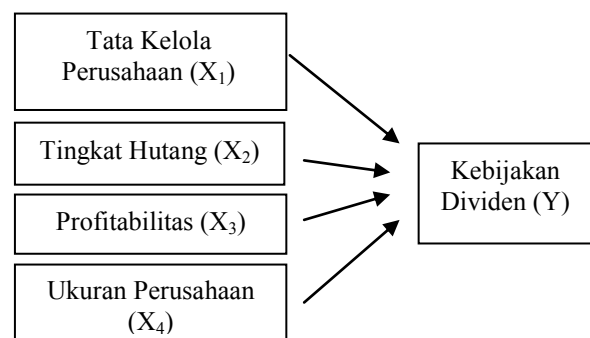 Tata Kelola
Perusahaan (X₁)
Tingkat Hutang (X₂)
Profitabilitas (X₃)
Ukuran Perusahaan
(X₄)
Kebijakan
Dividen (Y)